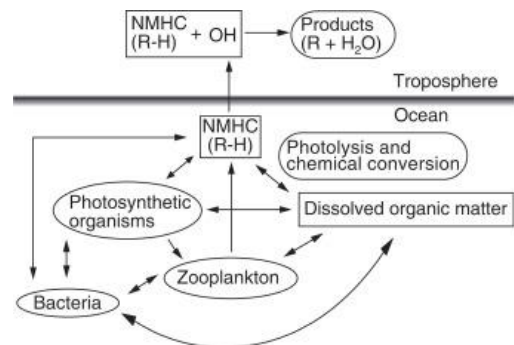 NMHC
(R-H) + OH
Products
(R + H₂O)
Troposphere
Ocean
NMHC
(R-H)
Photolysis and
chemical conversion
Photosynthetic
organisms
Dissolved organic matter
Zooplankton
Bacteria